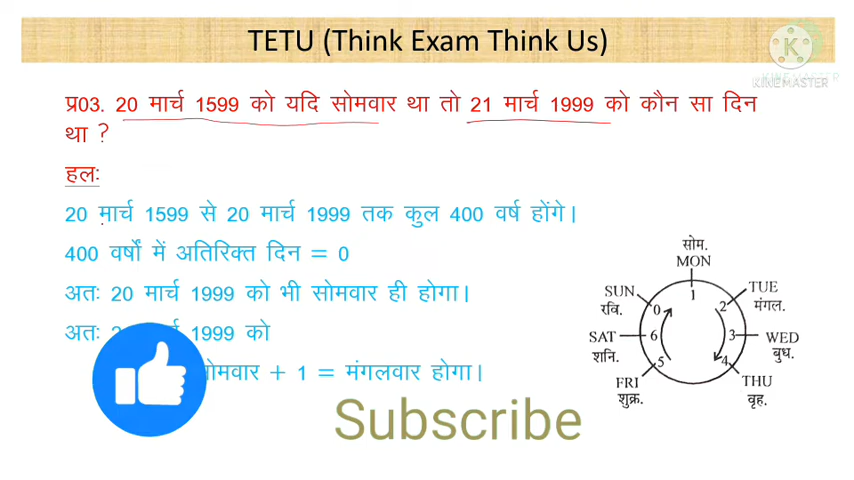 TETU (Think Exam Think Us)
K
KINEMASTER
KINEMASTER
प्र03. 20 मार्च 1599 को यदि सोमवार था तो 21 मार्च 1999 को कौन सा दिन
था ?
हलः
20 मार्च 1599 से 20 मार्च 1999 तक कुल 400 वर्ष होंगे।
400 वर्षों में अतिरिक्त दिन = 0
अतः 20 मार्च 1999 को भी सोमवार ही होगा।
अतः 1999 को
सोमवार + 1 = मंगलवार होगा।
सोम.
MON
SUN 1 TUE
रवि. 0 2 मंगल.
SAT 6 3 WED
शनि. बुध.
5 4
FRI THU
शुक्र. वृह.
Subscribe